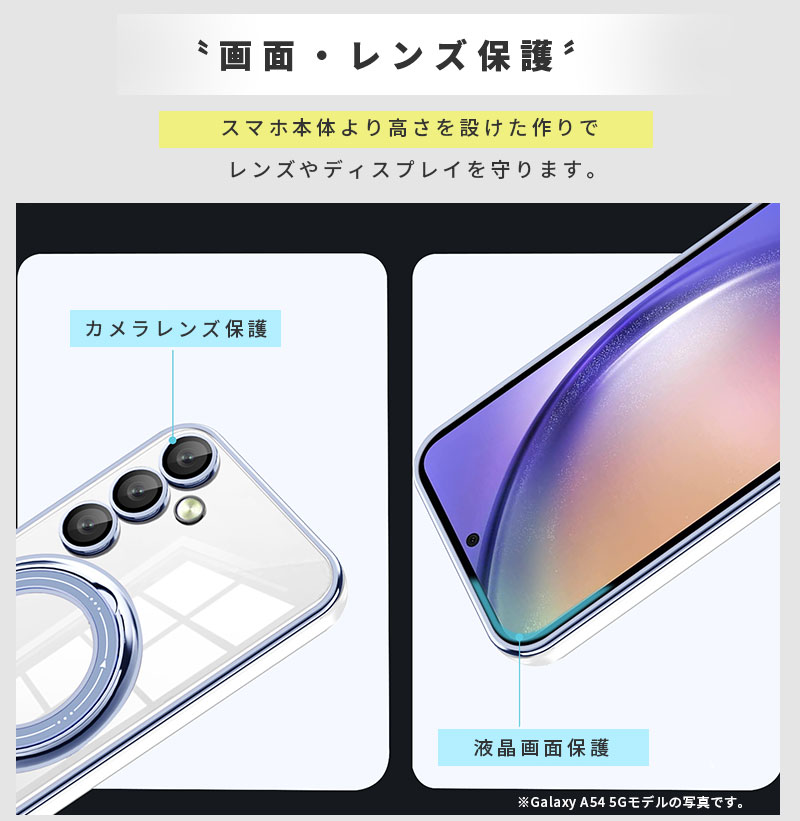 〝画面・レンズ保護〞
スマホ本体より高さを設けた作りで
レンズやディスプレイを守ります。
カメラレンズ保護
液晶画面保護
※Galaxy A54 5Gモデルの写真です。